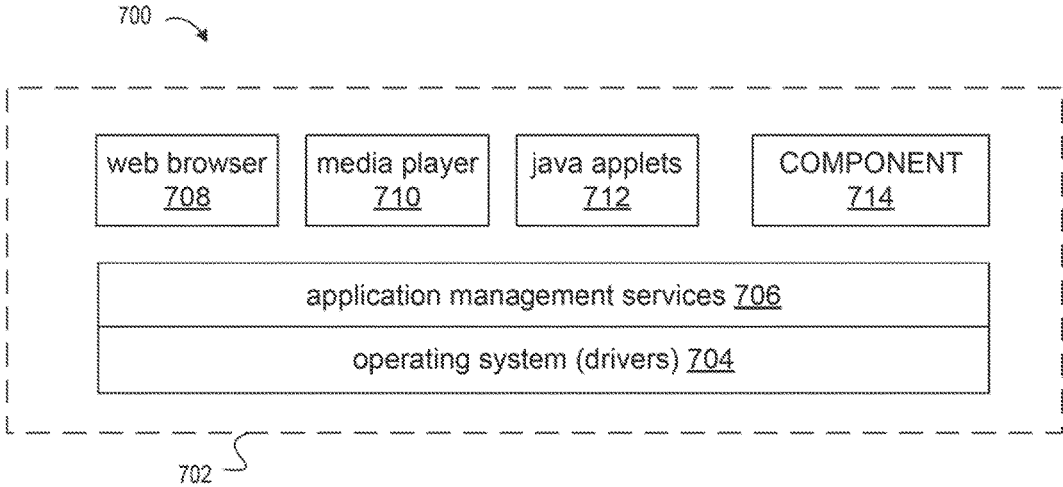 700
web browser
708
media player
710
java applets
712
COMPONENT
714
application management services 706
operating system (drivers) 704
702